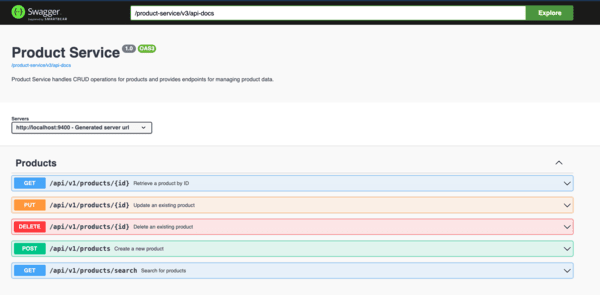 Swagger
Supported by SMARTBEAR
/product-service/v3/api-docs
Explore
Product Service 1.0 OAS3
/product-service/v3/api-docs
Product Service handles CRUD operations for products and provides endpoints for managing product data.
Servers
http://localhost:9400 - Generated server url
Products
GET /api/v1/products/{id} Retrieve a product by ID
PUT /api/v1/products/{id} Update an existing product
DELETE /api/v1/products/{id} Delete an existing product
POST /api/v1/products Create a new product
GET /api/v1/products/search Search for products